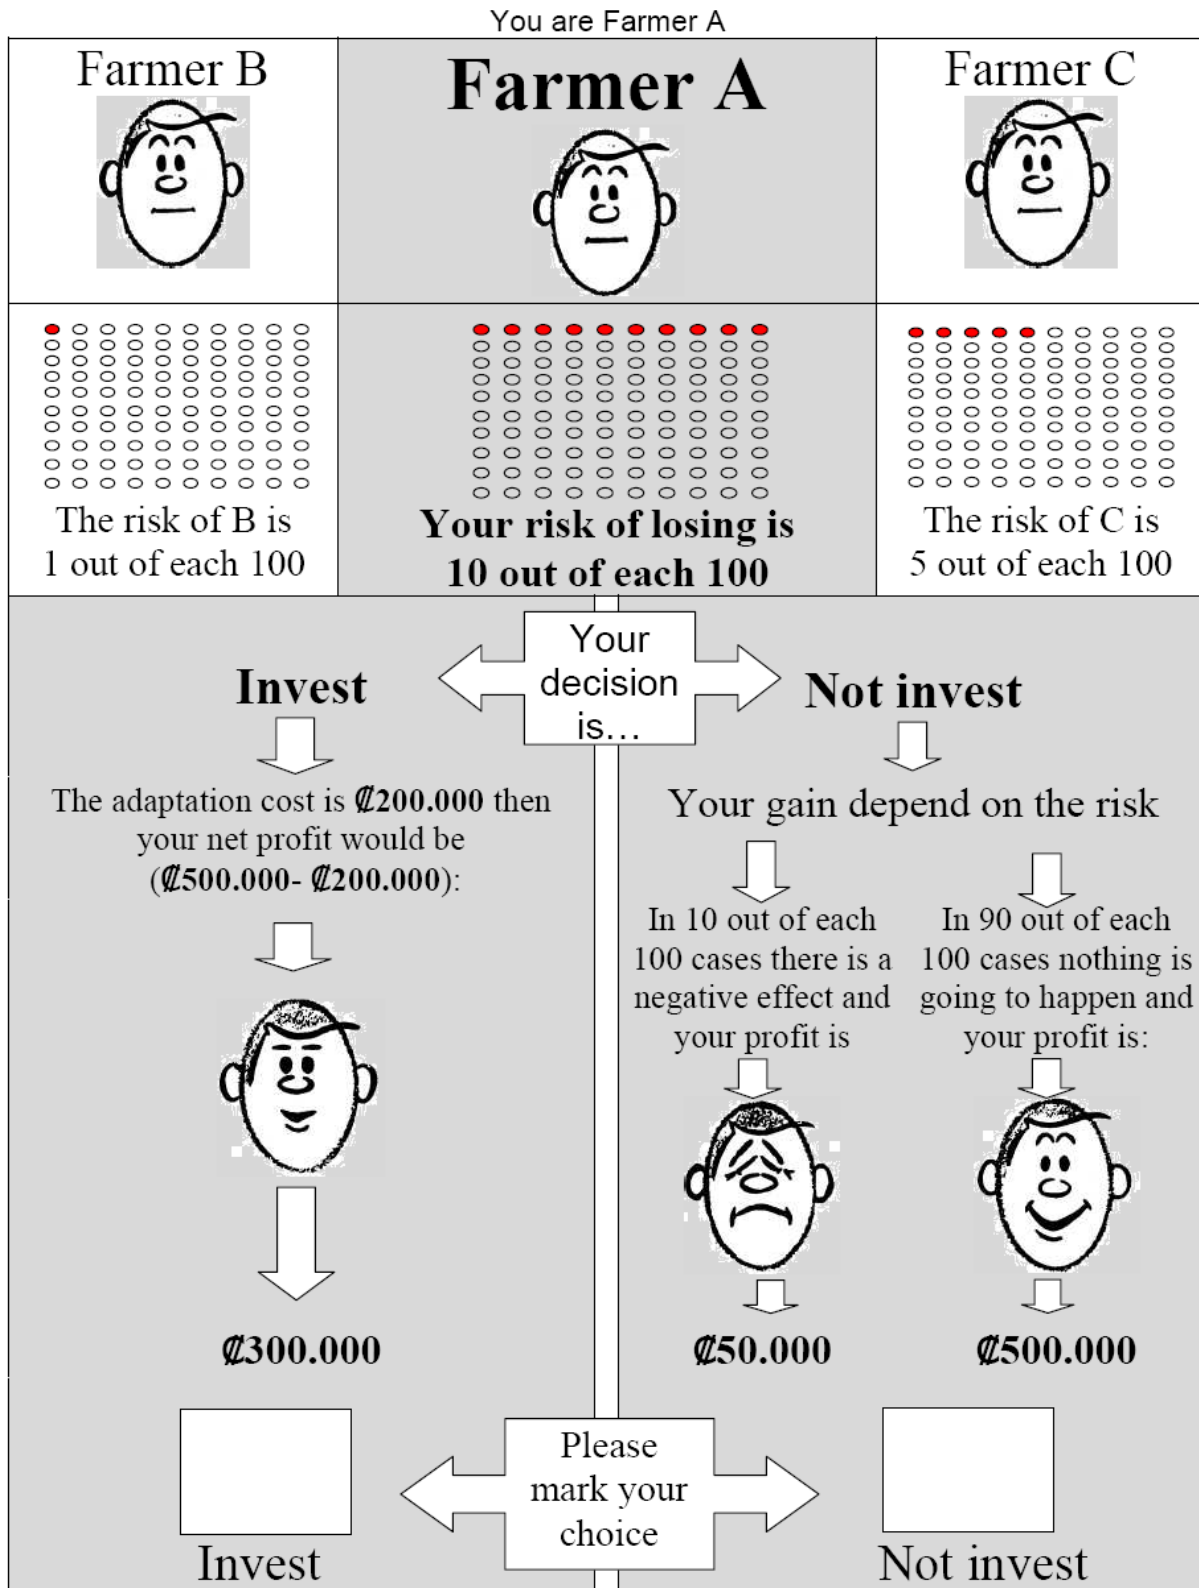 You are Farmer A
Farmer B
Farmer A
Farmer C
The risk of B is
1 out of each 100
Your risk of losing is
10 out of each 100
The risk of C is
5 out of each 100
Your
decision
is…
Invest
The adaptation cost is ₡200.000 then
your net profit would be
(₡500.000- ₡200.000):
₡300.000
Not invest
Your gain depend on the risk
In 10 out of each
100 cases there is a
negative effect and
your profit is
₡50.000
In 90 out of each
100 cases nothing is
going to happen and
your profit is:
₡500.000
Please
mark your
choice
Invest
Not invest